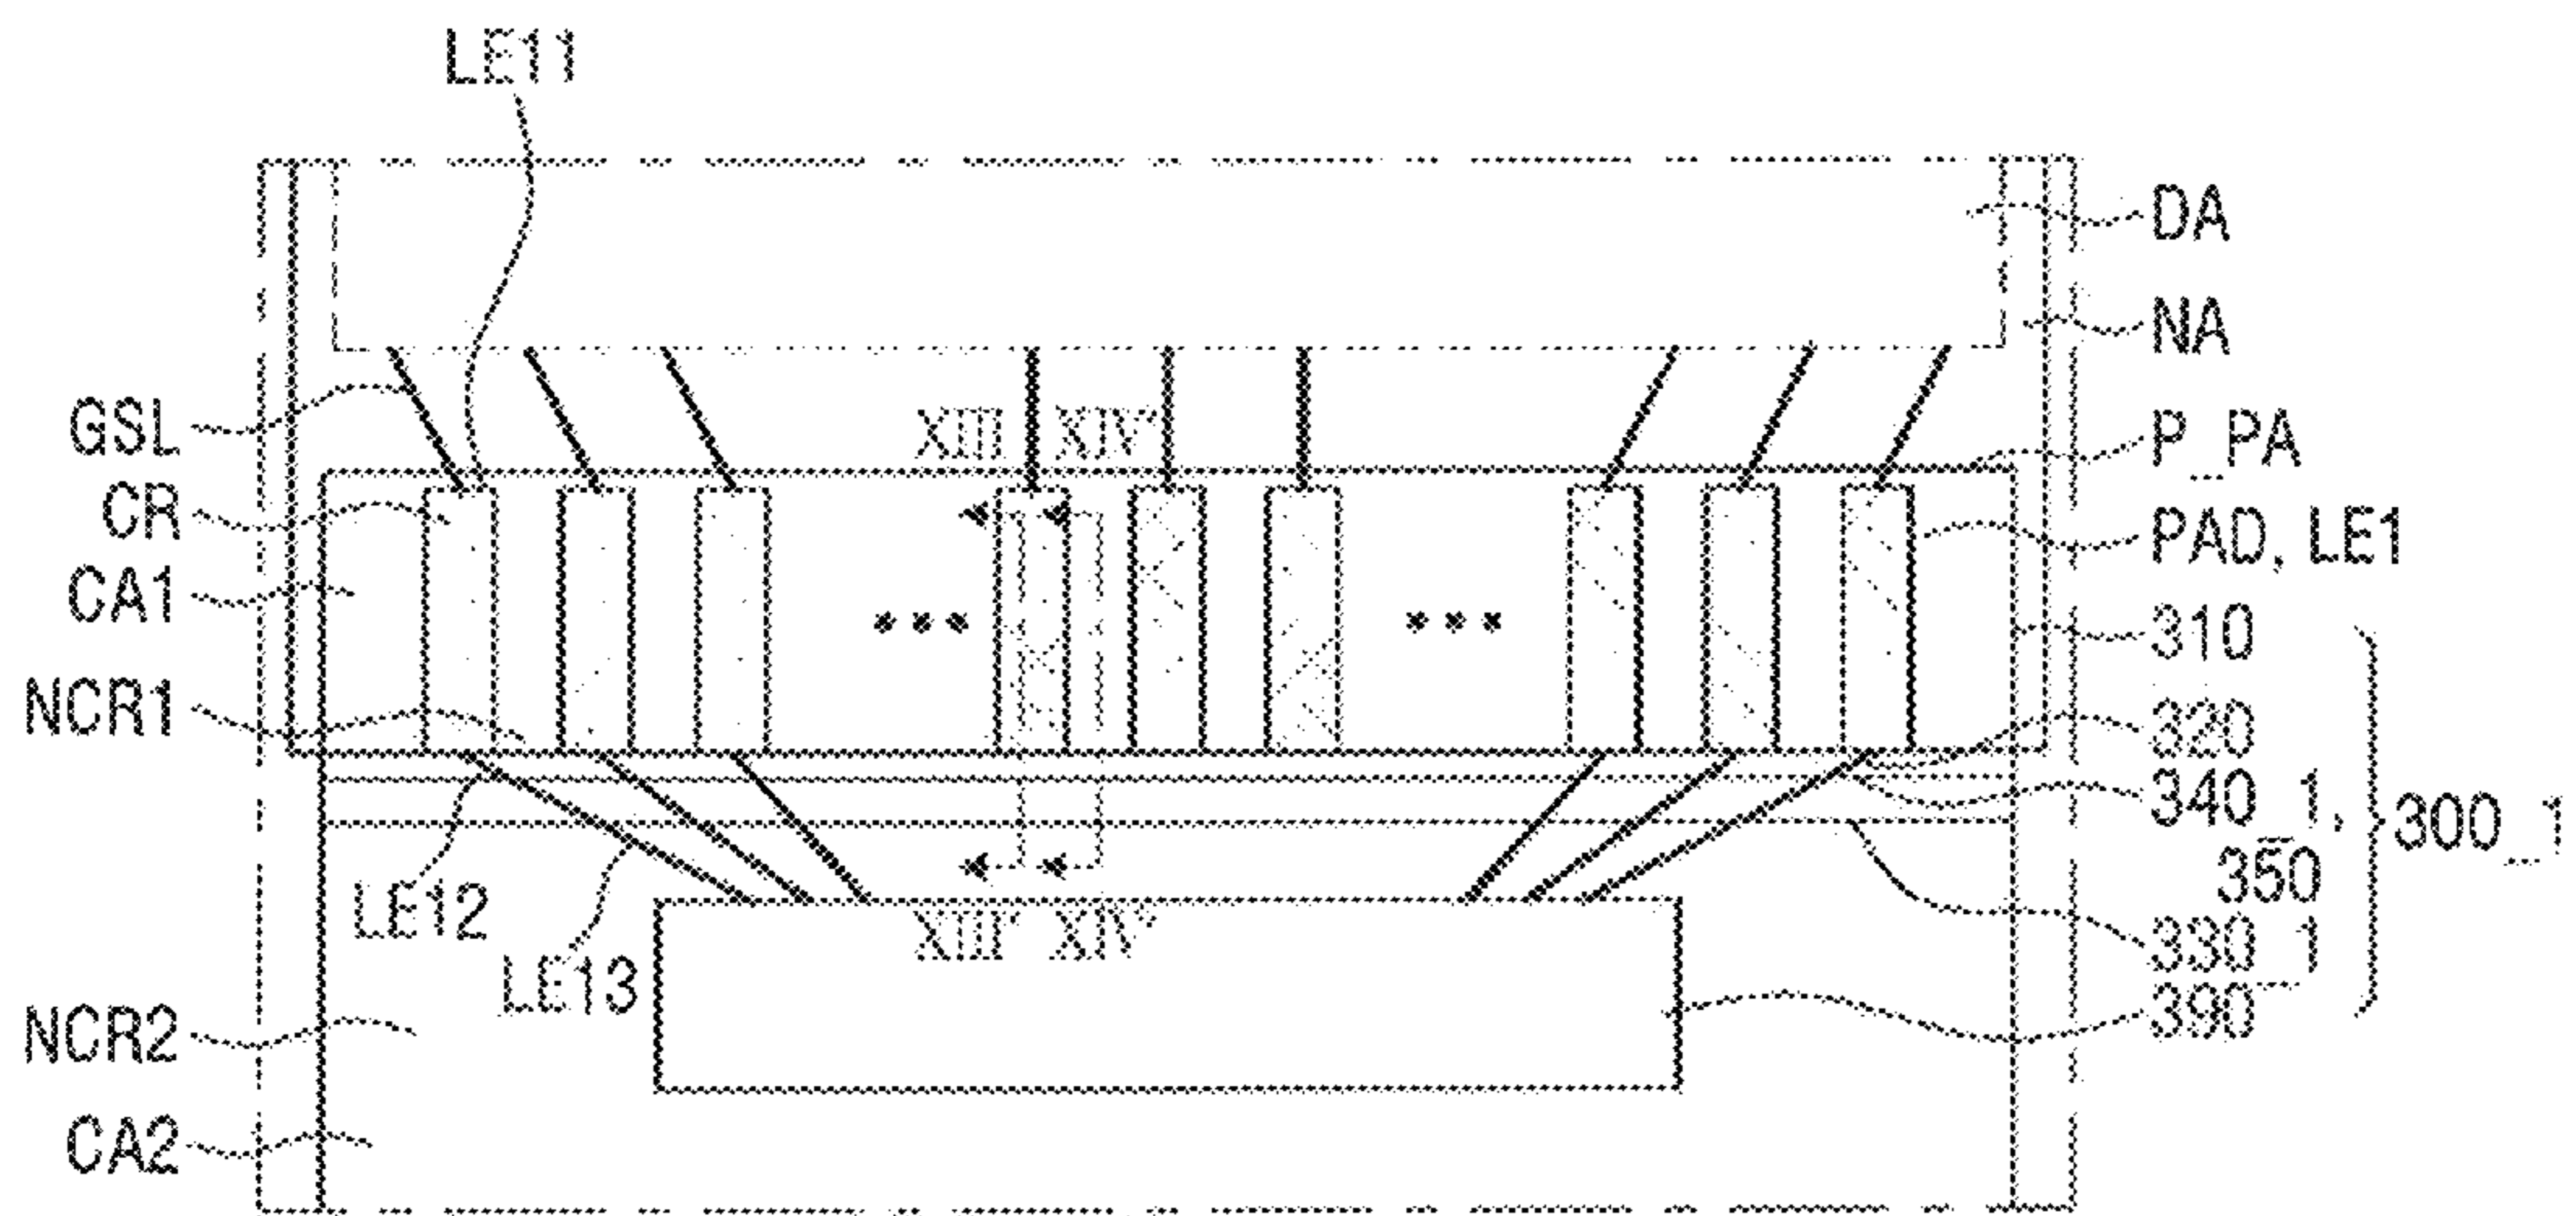 LE11
DA
NA
GSL
XIII XIV
P_PA
CR
PAD, LE1
CA1
310
NCR1
320
340_1,
350
300_1
LE12
XIII' XIV'
330_1
LE13
390
NCR2
CA2